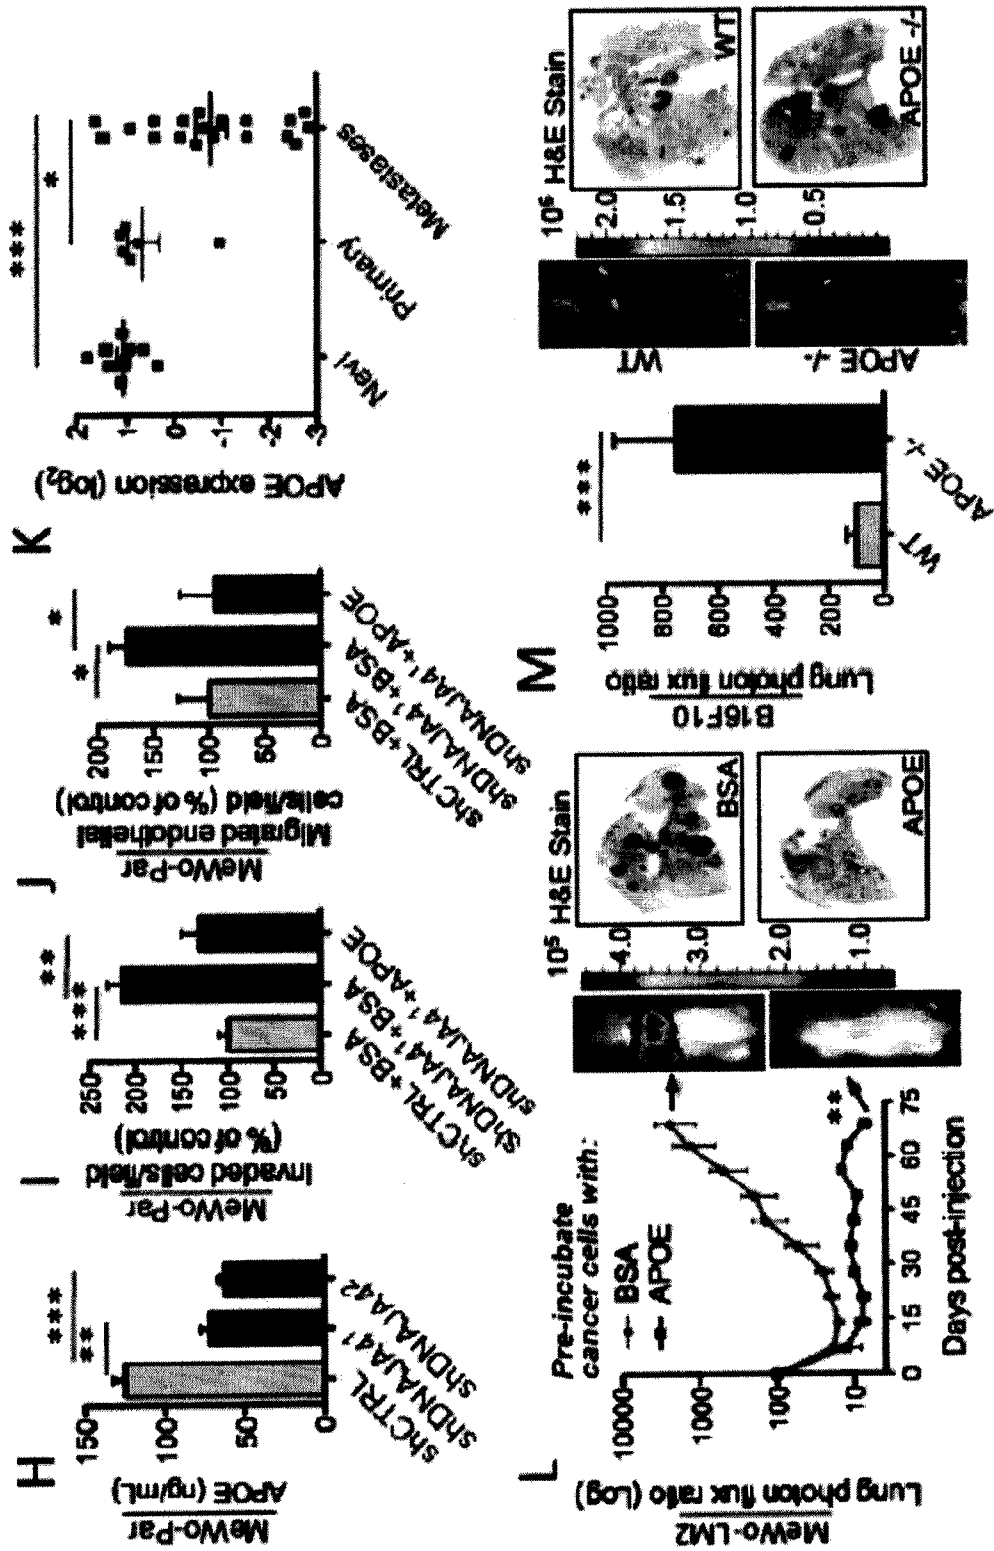 H
MeWo-Par
APOE (ng/mL)
150
100
50
0
shCTRL
shDNAJA4¹
shDNAJA4²
**
***
I
MeWo-Par
Invaded cells/field
(% of control)
250
200
150
100
50
0
shCTRL+BSA
shDNAJA4¹+BSA
shDNAJA4¹+APOE
***
**
J
MeWo-Par
Migrated endothelial
cells/field (% of control)
200
150
100
50
0
shCTRL+BSA
shDNAJA4¹+BSA
shDNAJA4¹+APOE
*
*
K
APOE expression (log₂)
2
1
0
-1
-2
-3
Nevi
Primary
Metastases
***
*
L
MeWo-LM2
Lung photon flux ratio (Log)
Pre-incubate
cancer cells with:
BSA
APOE
10000
1000
100
10
0
15
30
45
60
75
Days post-injection
**
10⁵
H&E Stain
4.0
3.0
2.0
1.0
BSA
APOE
M
B16F10
Lung photon flux ratio
1000
800
600
400
200
0
WT
APOE -/-
***
WT
APOE -/-
10⁶
H&E Stain
2.0
1.5
1.0
0.5
WT
APOE -/-